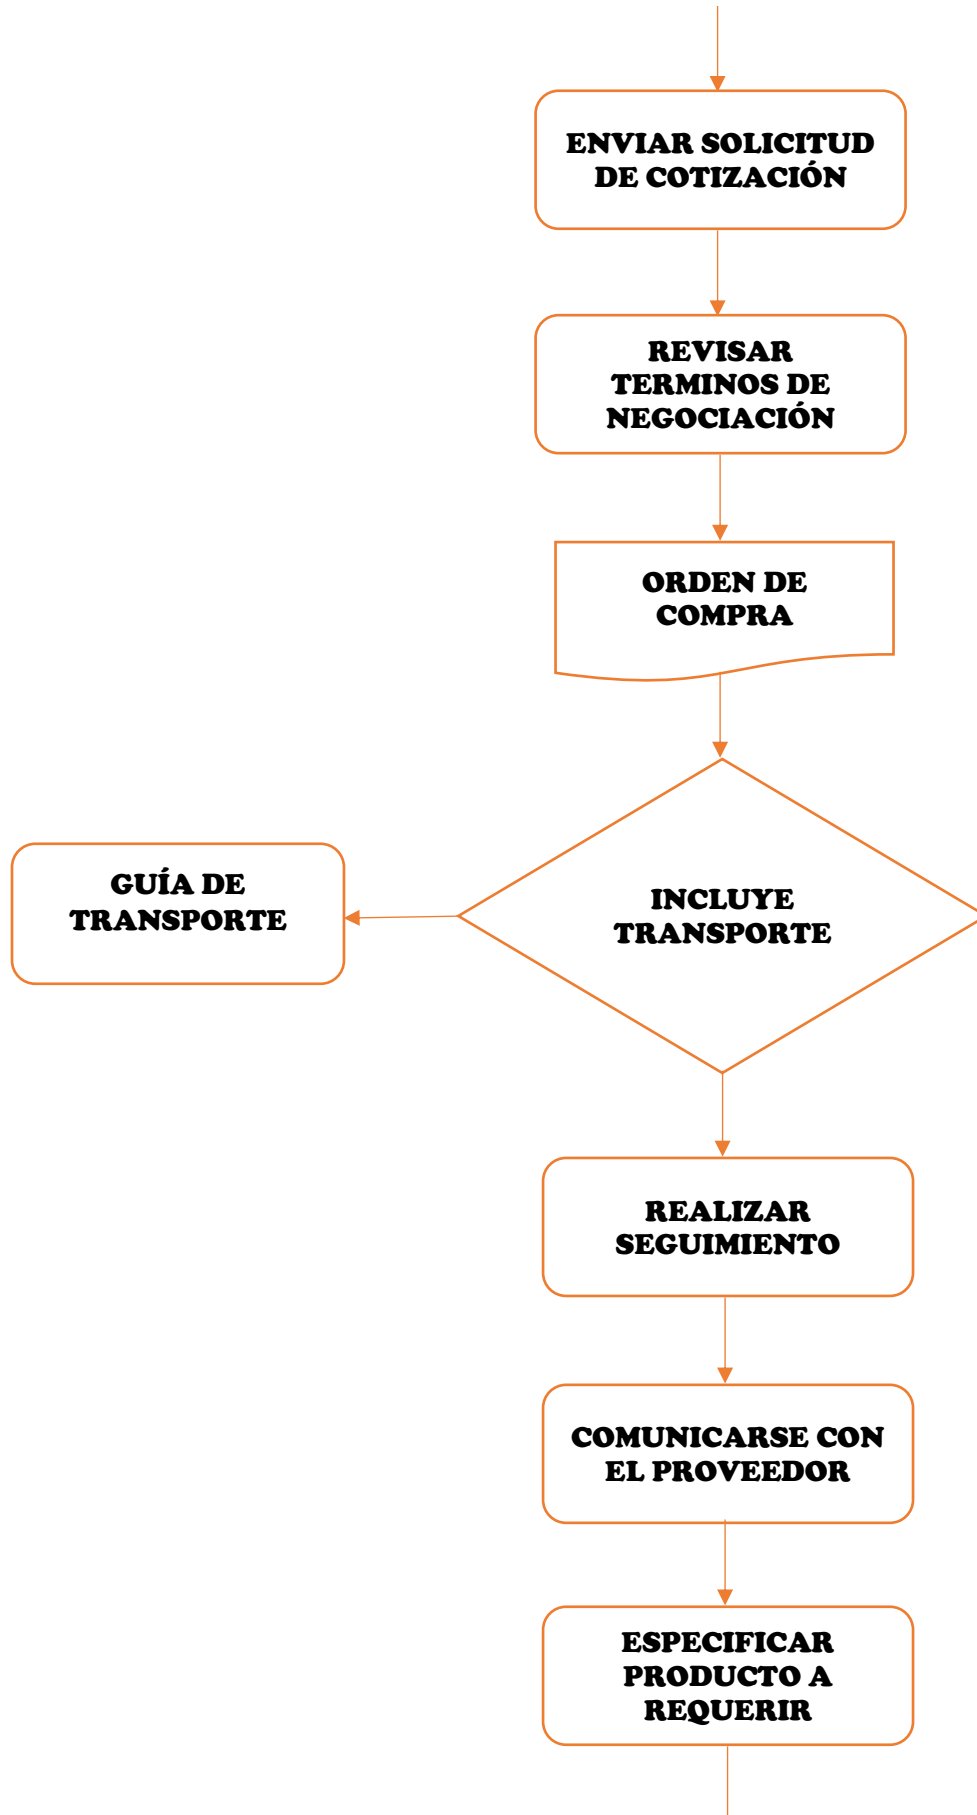 ENVIAR SOLICITUD
DE COTIZACIÓN
REVISAR
TERMINOS DE
NEGOCIACIÓN
ORDEN DE
COMPRA
GUÍA DE
TRANSPORTE
INCLUYE
TRANSPORTE
REALIZAR
SEGUIMIENTO
COMUNICARSE CON
EL PROVEEDOR
ESPECIFICAR
PRODUCTO A
REQUERIR